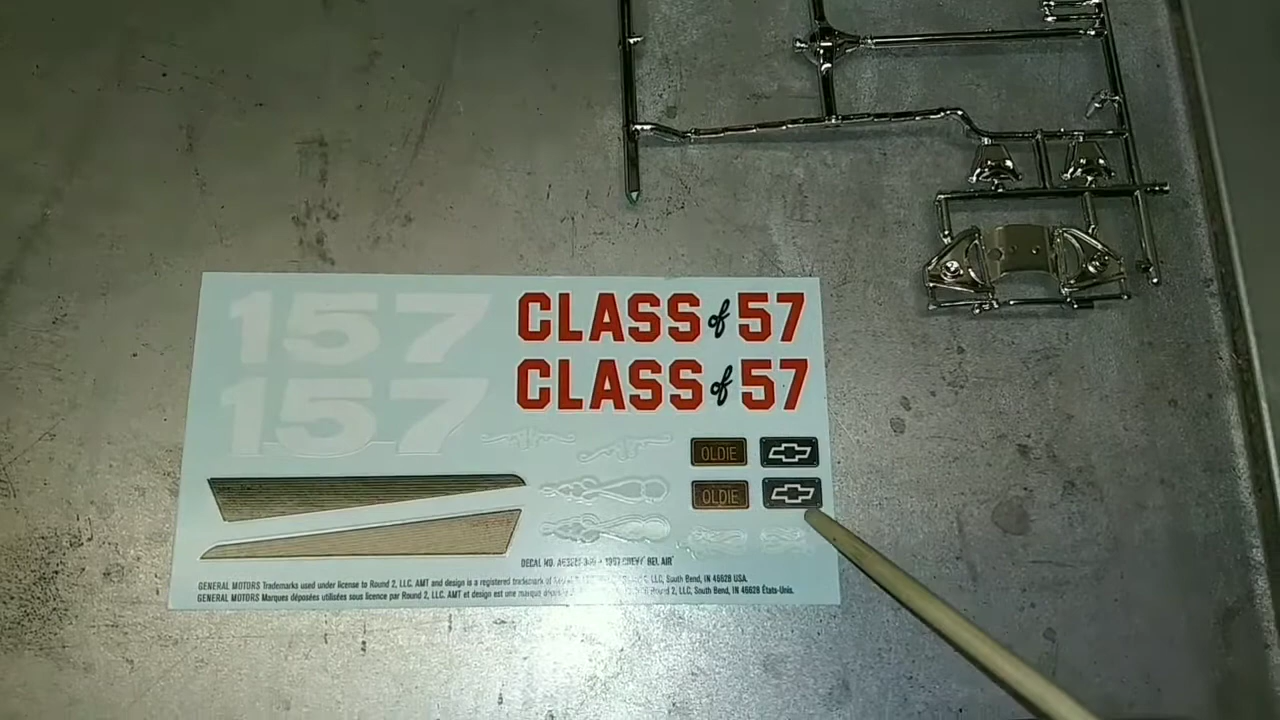 157
CLASS of 57
157
CLASS of 57
OLDIE
OLDIE
DECAL NO. 1957 CHEVY BEL AIR
GENERAL MOTORS Trademarks used under license to Round 2, LLC. AMT and design is a registered trademark of LLC, South Bend, IN 46628 USA.
GENERAL MOTORS Marques déposées utilisées sous licence par Round 2, LLC. AMT et design est une marque Round 2, LLC, South Bend, IN 46628 États-Unis.